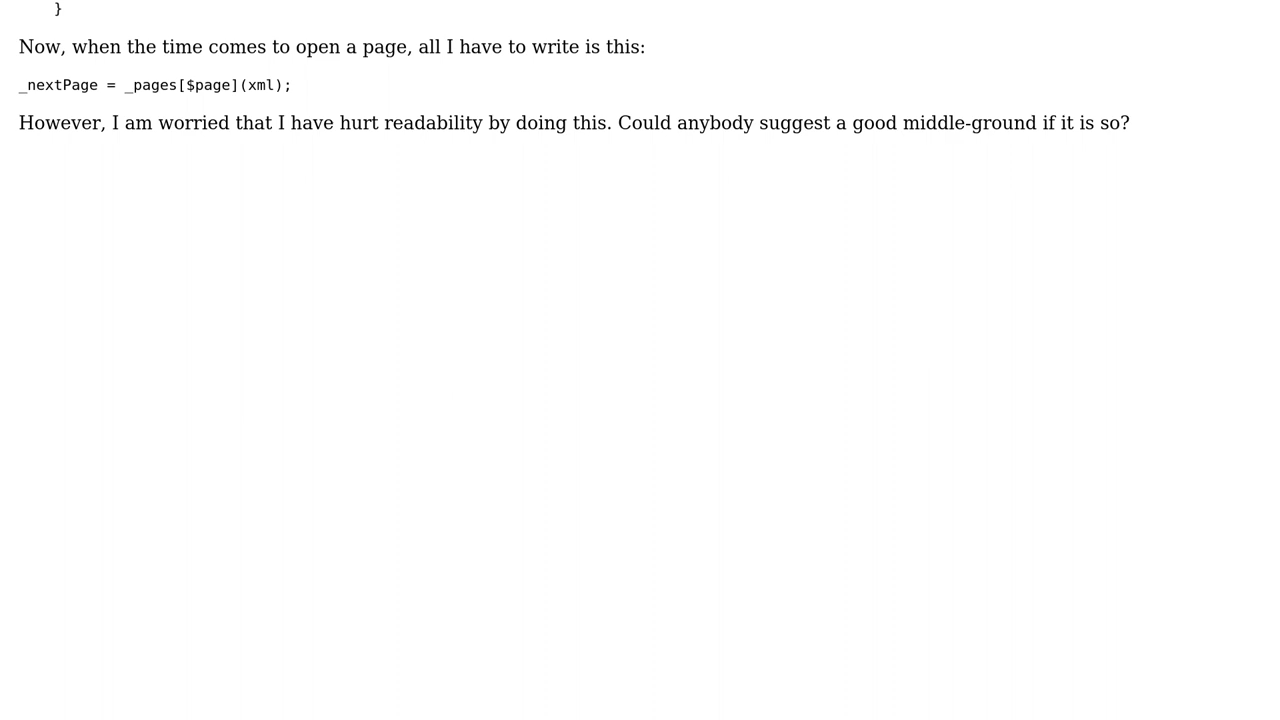 }
Now, when the time comes to open a page, all I have to write is this:
_nextPage = _pages[$page](xml);
However, I am worried that I have hurt readability by doing this. Could anybody suggest a good middle-ground if it is so?